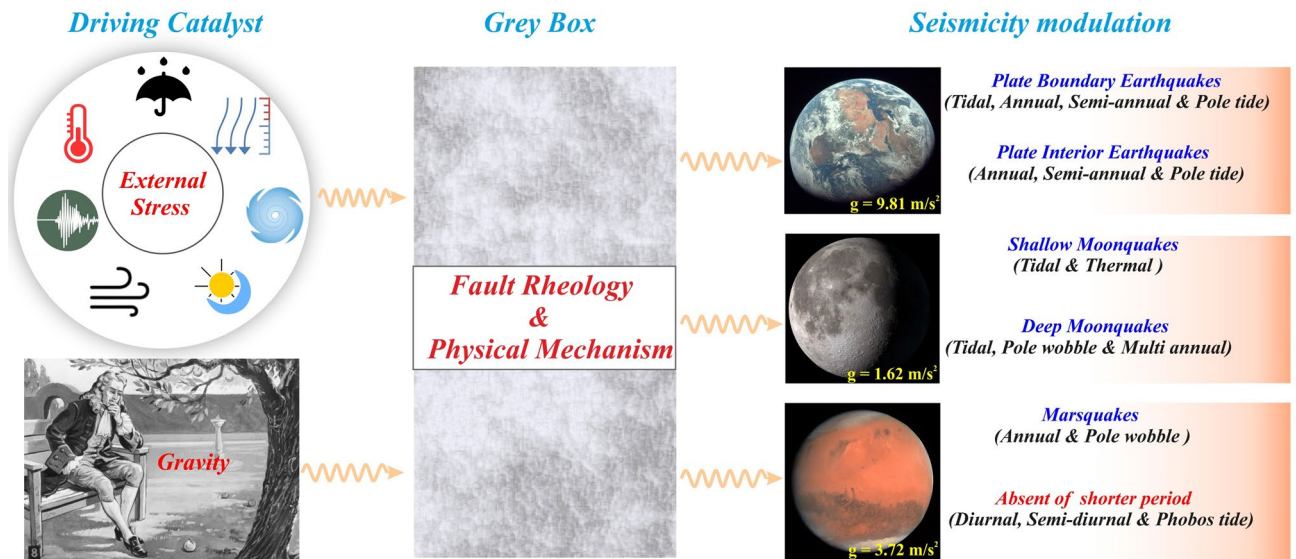 Driving Catalyst
Grey Box
Seismicity modulation
External
Stress
Gravity
8
Fault Rheology
&
Physical Mechanism
g = 9.81 m/s²
Plate Boundary Earthquakes
(Tidal, Annual, Semi-annual & Pole tide)
Plate Interior Earthquakes
(Annual, Semi-annual & Pole tide)
g = 1.62 m/s²
Shallow Moonquakes
(Tidal & Thermal )
Deep Moonquakes
(Tidal, Pole wobble & Multi annual)
g = 3.72 m/s²
Marsquakes
(Annual & Pole wobble )
Absent of shorter period
(Diurnal, Semi-diurnal & Phobos tide)